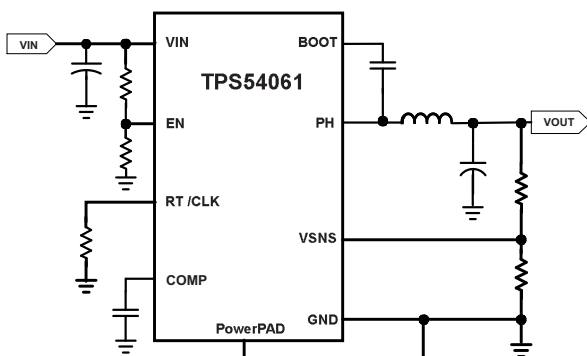 VIN
VIN
BOOT
TPS54061
EN
PH
VOUT
RT /CLK
VSNS
COMP
GND
PowerPAD